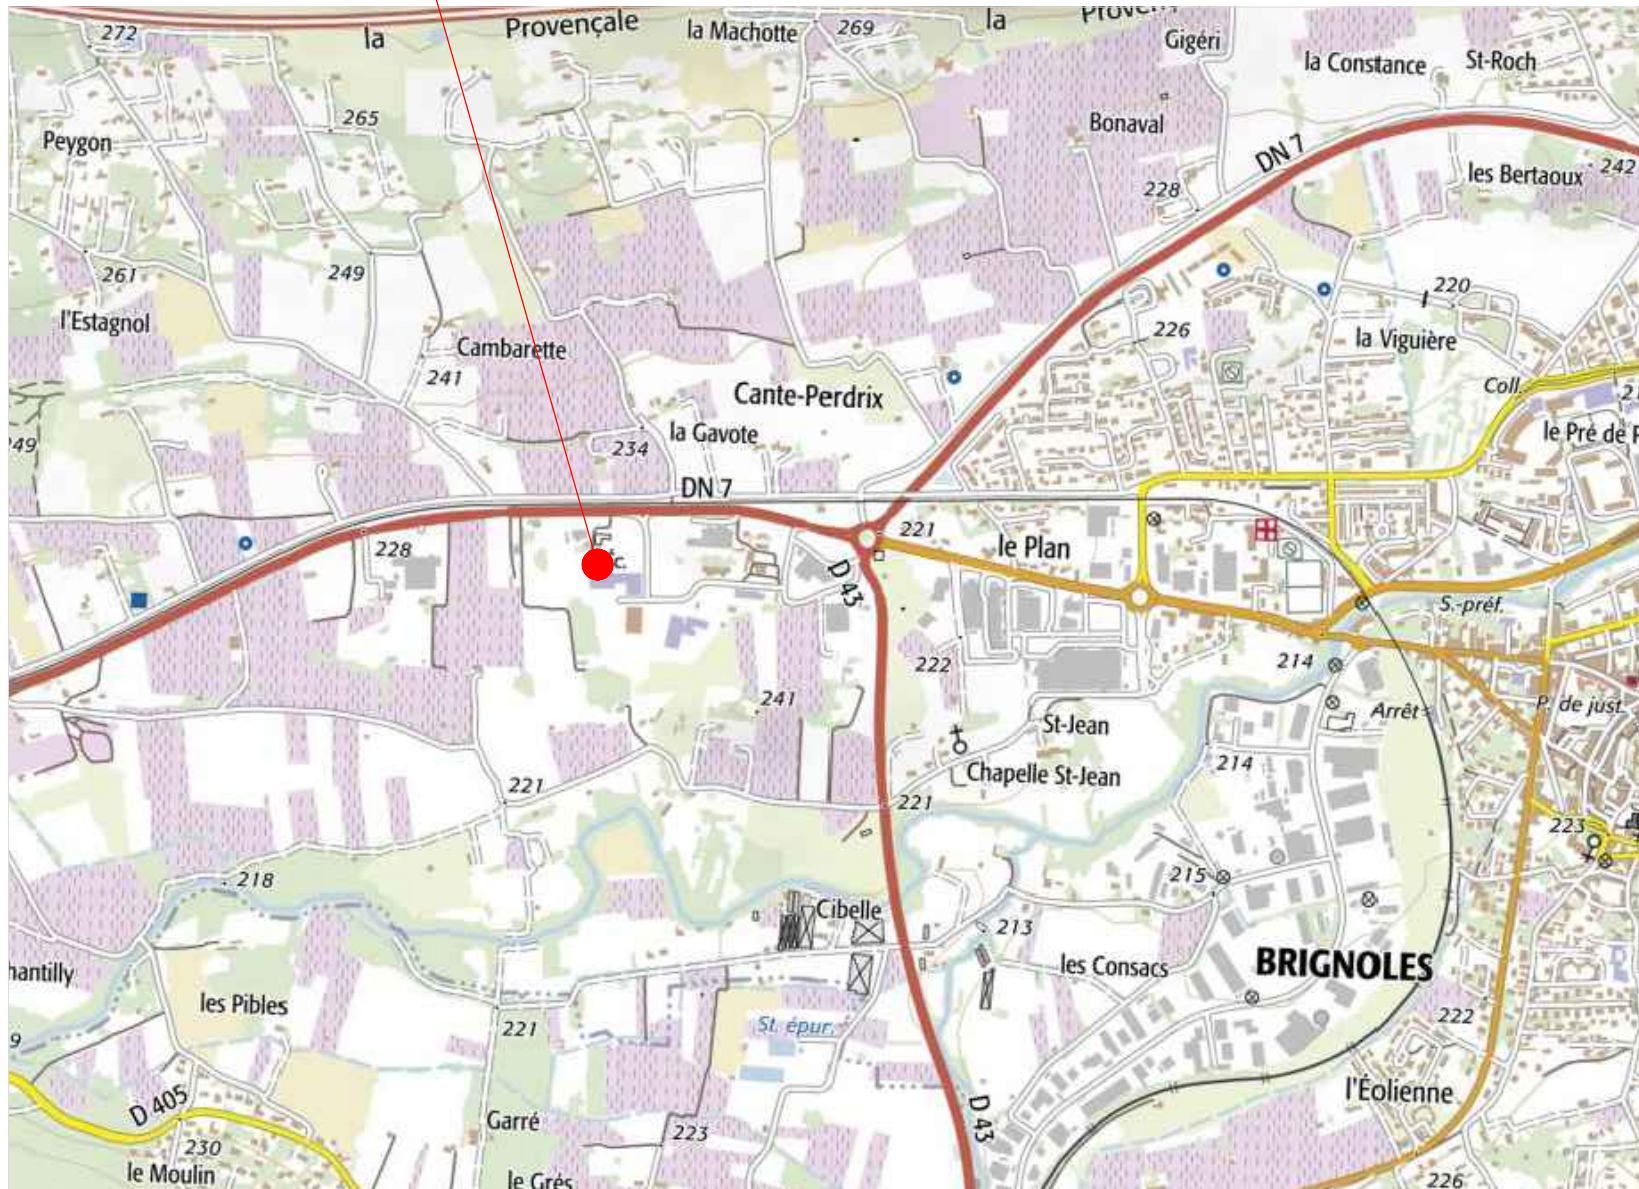 272
la
Provençale
la Machotte
269
la
Gigéri
la Constance
St-Roch
265
Peygon
Bonaval
DN 7
les Bertaoux
242
228
261
249
l'Estagnol
220
226
la Viguière
Cambarette
241
Cante-Perdrix
Coll.
234
la Gavote
le Pré de
DN 7
228
221
le Plan
D 43
S.-préf.
222
214
241
St-Jean
Arrêt
P. de just.
Chapelle St-Jean
214
221
221
223
218
215
Cibelle
213
les Consacs
BRIGNOLES
les Pibles
221
St. épur.
222
D 405
l'Éolienne
Garré
223
D 43
230
le Moulin
le Grés
226